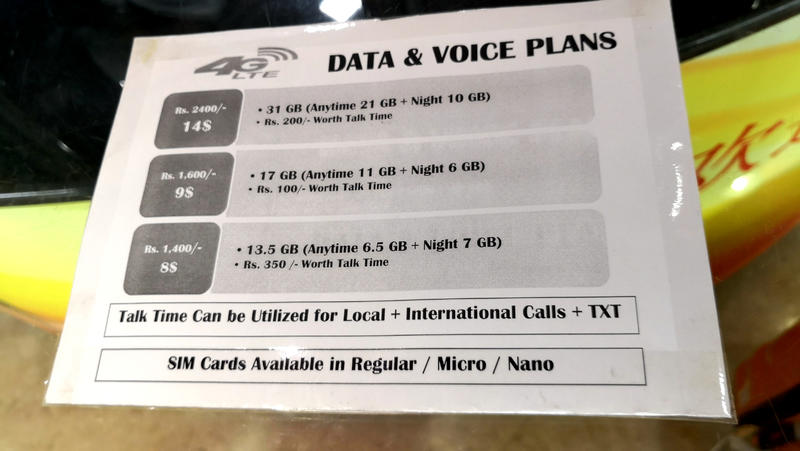 4G LTE
DATA & VOICE PLANS
Rs. 2400/-
14$
• 31 GB (Anytime 21 GB + Night 10 GB)
• Rs. 200/- Worth Talk Time
Rs. 1,600/-
9$
• 17 GB (Anytime 11 GB + Night 6 GB)
• Rs. 100/- Worth Talk Time
Rs. 1,400/-
8$
• 13.5 GB (Anytime 6.5 GB + Night 7 GB)
• Rs. 350 /- Worth Talk Time
Talk Time Can be Utilized for Local + International Calls + TXT
SIM Cards Available in Regular / Micro / Nano